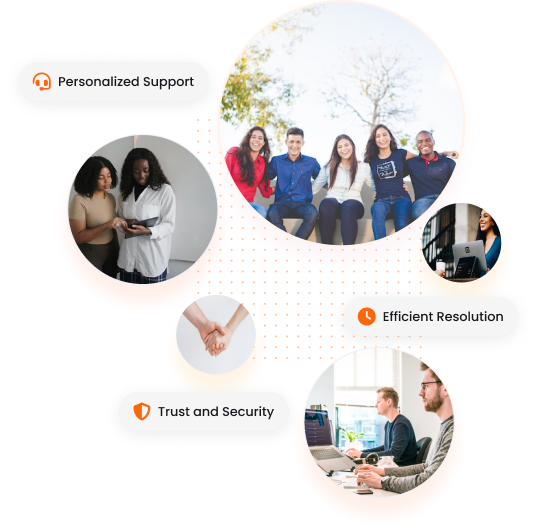 Personalized Support
Efficient Resolution
Trust and Security